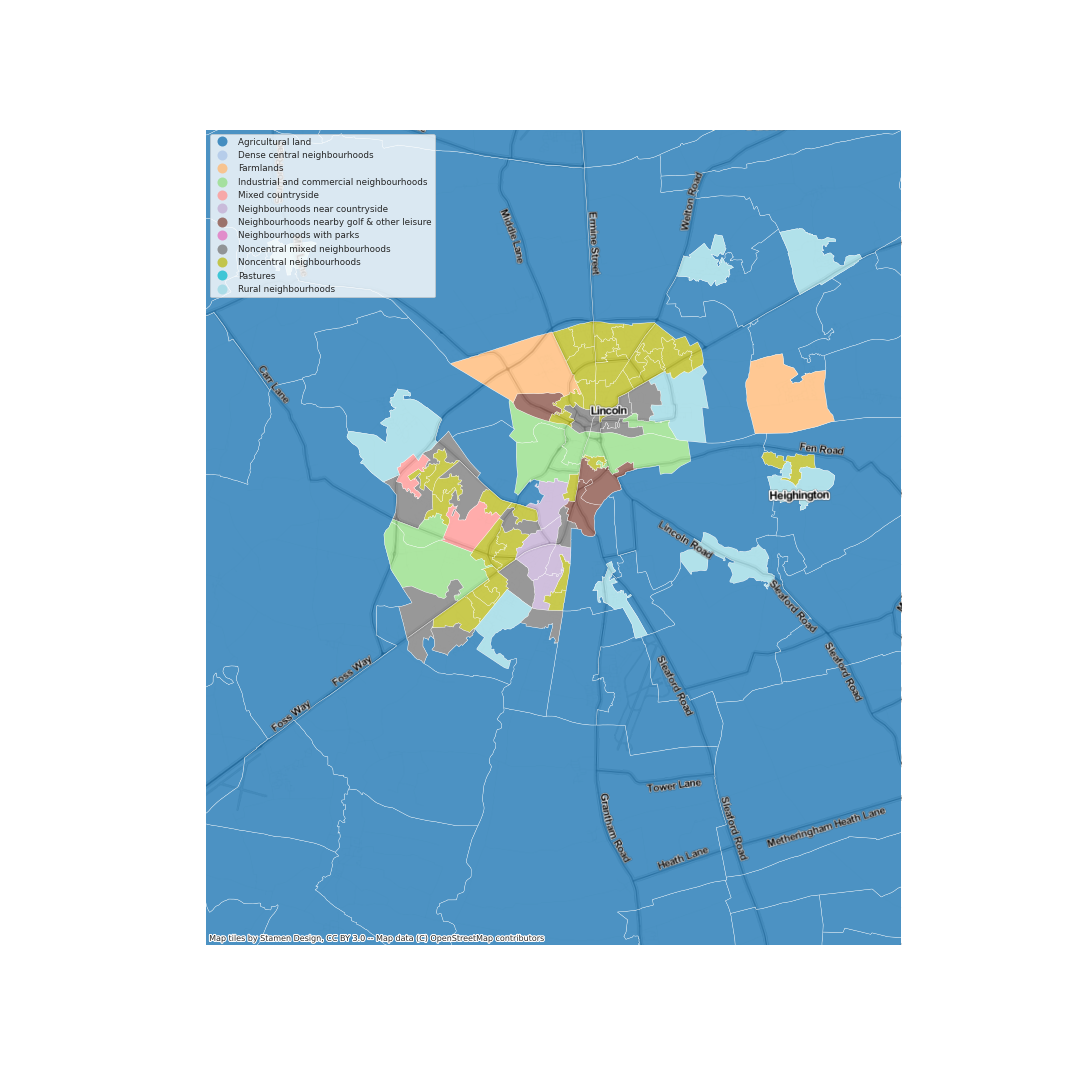 Agricultural land
Dense central neighbourhoods
Farmlands
Industrial and commercial neighbourhoods
Mixed countryside
Neighbourhoods near countryside
Neighbourhoods nearby golf & other leisure
Neighbourhoods with parks
Noncentral mixed neighbourhoods
Noncentral neighbourhoods
Pastures
Rural neighbourhoods
Middle Lane
Ermine Street
Welton Road
Carr Lane
Lincoln
Fen Road
Heighington
Lincoln Road
Sleaford Road
Sleaford Road
Sleaford Road
Foss Way
Foss Way
Tower Lane
Grantham Road
Sleaford Road
Heath Lane
Metheringham Heath Lane
Map tiles by Stamen Design, CC BY 3.0 -- Map data (C) OpenStreetMap contributors